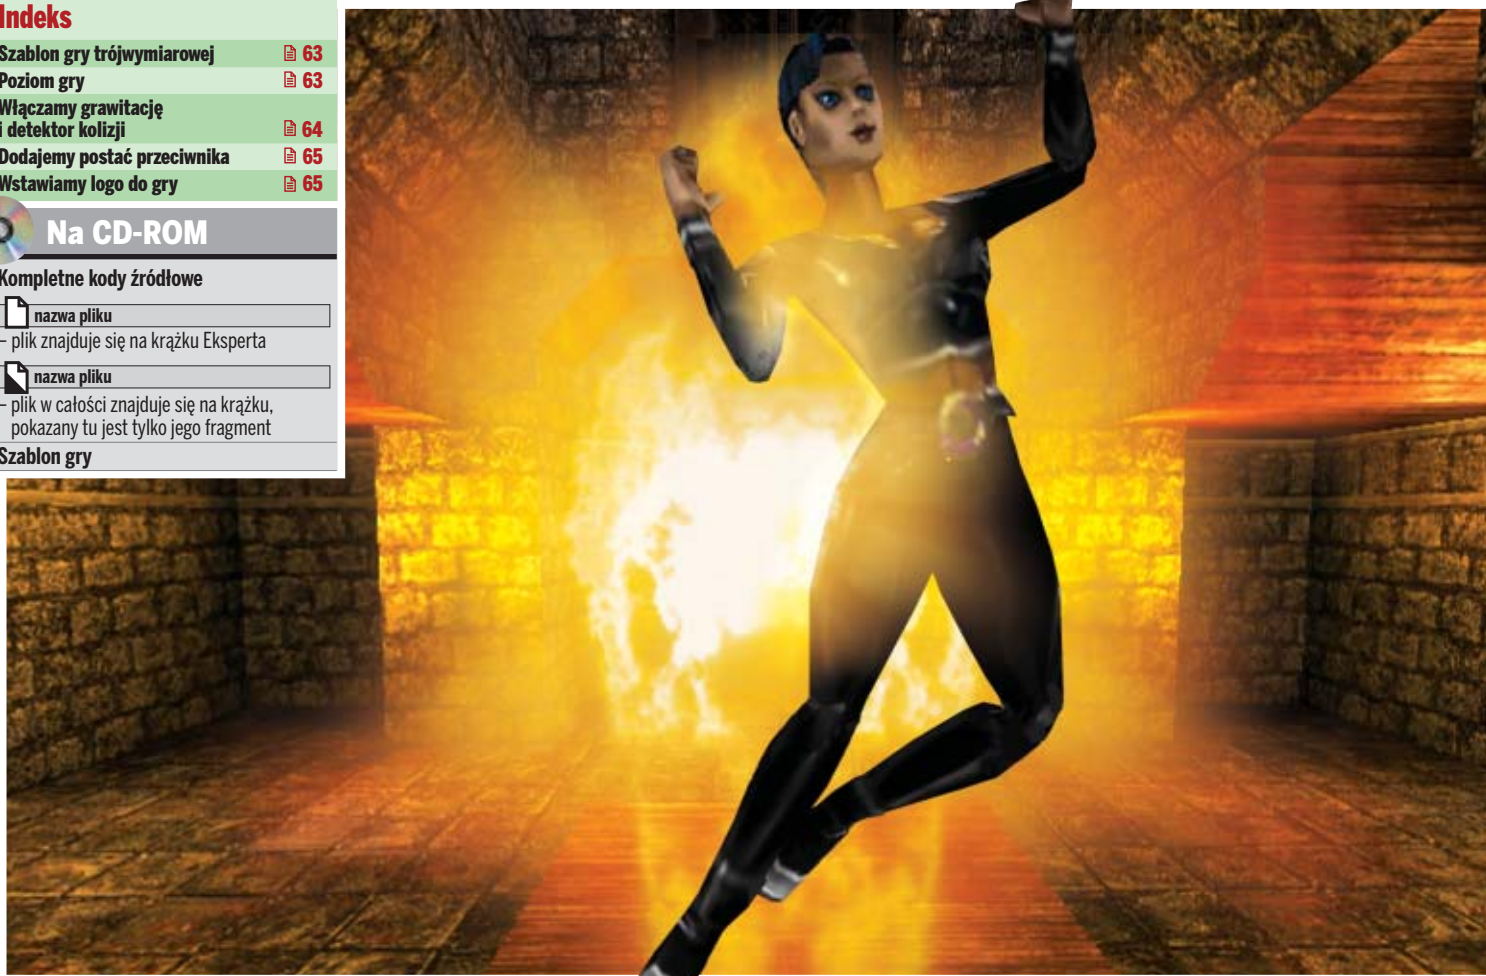 Indeks
Szablon gry trójwymiarowej 63
Poziom gry 63
Włączamy grawitację
i detektor kolizji 64
Dodajemy postać przeciwnika 65
Wstawiamy logo do gry 65
Na CD-ROM
Kompletne kody źródłowe
nazwa pliku
– plik znajduje się na krążku Eksperta
nazwa pliku
– plik w całości znajduje się na krążku,
pokazany tu jest tylko jego fragment
Szablon gry